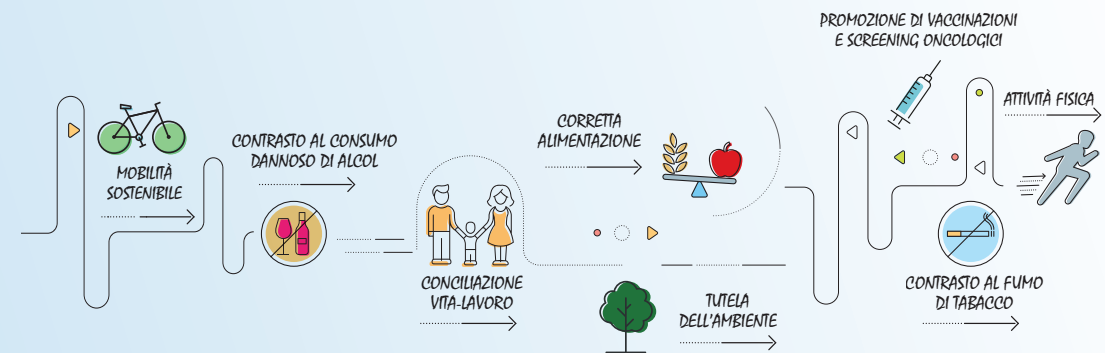 MOBILITÀ
SOSTENIBILE
CONTRASTO AL CONSUMO
DANNOSO DI ALCOL
CONCILIAZIONE
VITA-LAVORO
CORRETTA
ALIMENTAZIONE
TUTELA
DELL'AMBIENTE
PROMOZIONE DI VACCINAZIONI
E SCREENING ONCOLOGICI
CONTRASTO AL FUMO
DI TABACCO
ATTIVITÀ FISICA